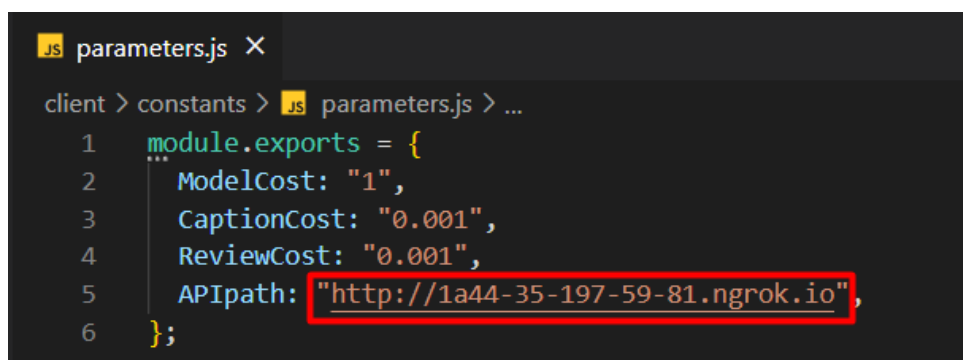 JS parameters.js ×
client > constants > JS parameters.js > ...
1 module.exports = {
2 ModelCost: "1",
3 CaptionCost: "0.001",
4 ReviewCost: "0.001",
5 APIpath: "http://1a44-35-197-59-81.ngrok.io",
6 };